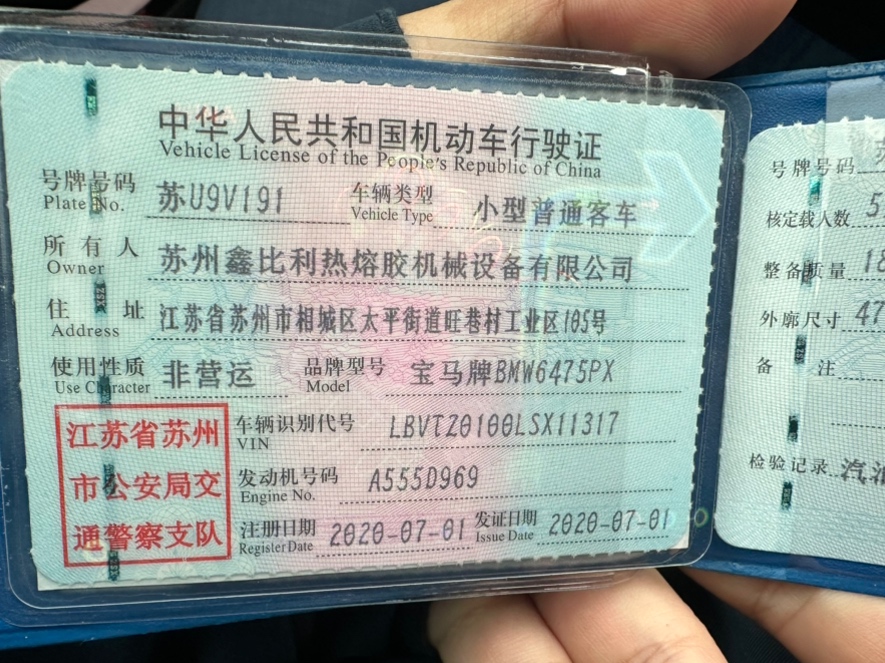 中华人民共和国机动车行驶证
Vehicle License of the People's Republic of China
号牌号码 苏U9V191 车辆类型 小型普通客车
Plate No. Vehicle Type
所有人 苏州鑫比利热熔胶机械设备有限公司
Owner
住址 江苏省苏州市相城区太平街道旺巷村工业区165号
Address
使用性质 非营运 品牌型号 宝马牌BMW6475PX
Use Character Model
车辆识别代号 LBVTZ0100LSX11317
VIN
发动机号码 A555D969
Engine No.
注册日期 2020-07-01 发证日期 2020-07-01
Register Date Issue Date
江苏省苏州
市公安局交
通警察支队
号牌号码
核定载人数 5
整备质量 18
外廓尺寸 47
备注
检验记录 汽油